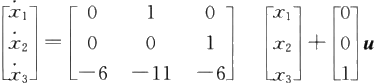 [ẋ₁] = [0 1 0] [x₁] + [0]
[ẋ₂] = [0 0 1] [x₂] + [0] u
[ẋ₃] = [−6 −11 −6] [x₃] + [1]